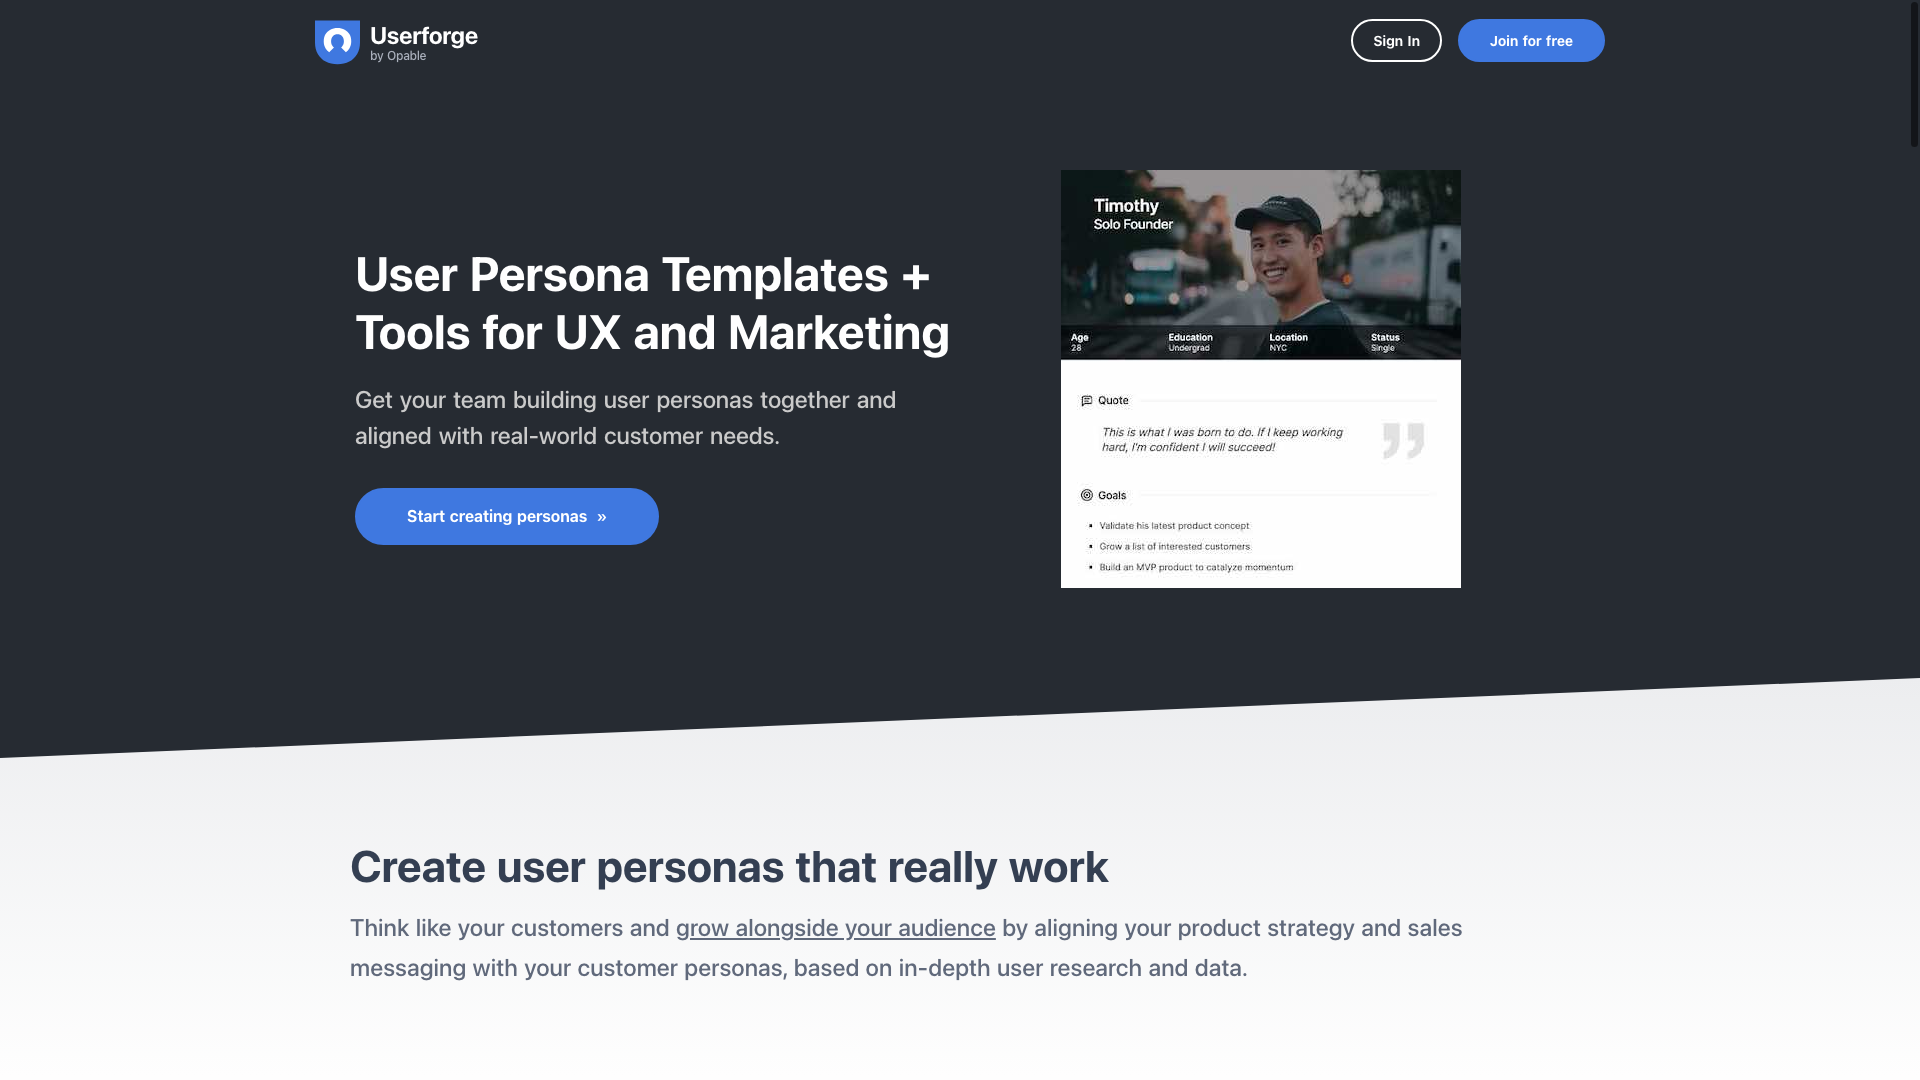 Userforge
by Opable
Sign In
Join for free
User Persona Templates +
Tools for UX and Marketing
Get your team building user personas together and
aligned with real-world customer needs.
Start creating personas »
Timothy
Solo Founder
Age
28
Education
Undergrad
Location
NYC
Status
Single
Quote
This is what I was born to do. If I keep working
hard, I'm confident I will succeed!
Goals
Validate his latest product concept
Grow a list of interested customers
Build an MVP product to catalyze momentum
Create user personas that really work
Think like your customers and grow alongside your audience by aligning your product strategy and sales
messaging with your customer personas, based on in-depth user research and data.